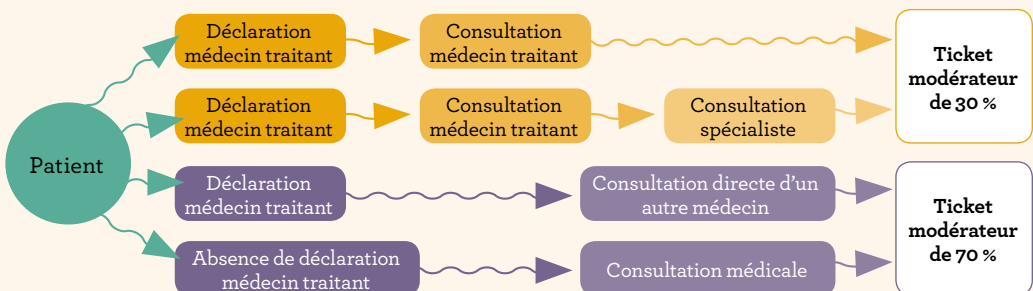 Patient
Déclaration
médecin traitant
Consultation
médecin traitant
Déclaration
médecin traitant
Consultation
médecin traitant
Consultation
spécialiste
Ticket
modérateur
de 30 %
Déclaration
médecin traitant
Consultation directe d'un
autre médecin
Absence de déclaration
médecin traitant
Consultation médicale
Ticket
modérateur
de 70 %